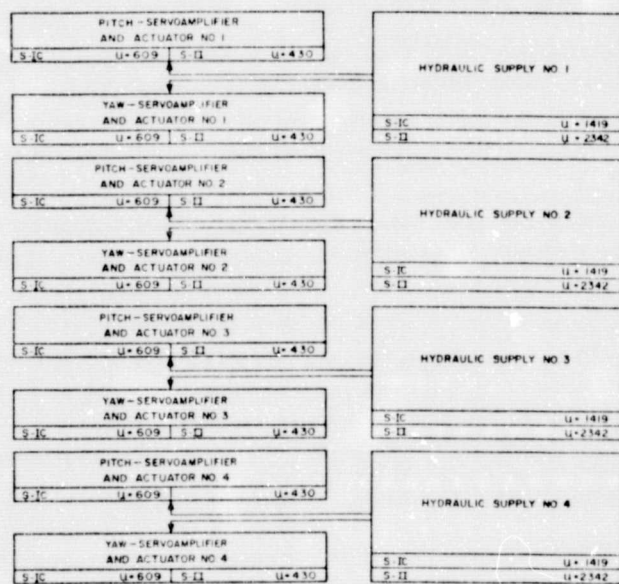 PITCH-SERVOAMPLIFIER
AND ACTUATOR NO. 1
S-IC U=609 S-II U=430
HYDRAULIC SUPPLY NO. 1
S-IC U=1419
S-II U=2342
YAW-SERVOAMPLIFIER
AND ACTUATOR NO. 1
S-IC U=609 S-II U=430
PITCH-SERVOAMPLIFIER
AND ACTUATOR NO. 2
S-IC U=609 S-II U=430
HYDRAULIC SUPPLY NO. 2
S-IC U=1419
S-II U=2342
YAW-SERVOAMPLIFIER
AND ACTUATOR NO. 2
S-IC U=609 S-II U=430
PITCH-SERVOAMPLIFIER
AND ACTUATOR NO. 3
S-IC U=609 S-II U=430
HYDRAULIC SUPPLY NO. 3
S-IC U=1419
S-II U=2342
YAW-SERVOAMPLIFIER
AND ACTUATOR NO. 3
S-IC U=609 S-II U=430
PITCH-SERVOAMPLIFIER
AND ACTUATOR NO. 4
S-IC U=609 U=430
HYDRAULIC SUPPLY NO. 4
S-IC U=1419
S-II U=2342
YAW-SERVOAMPLIFIER
AND ACTUATOR NO. 4
S-IC U=609 S-II U=430